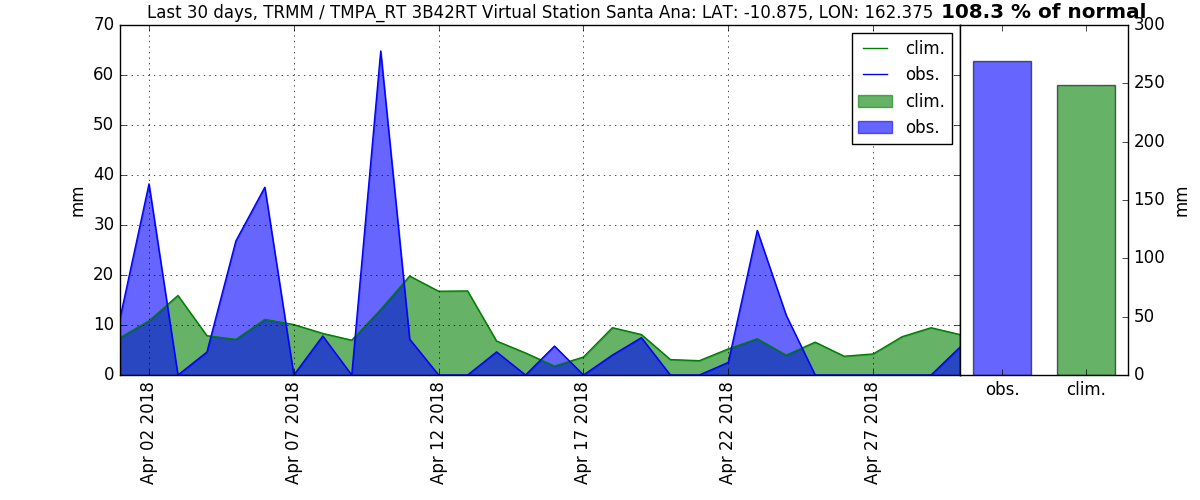 Last 30 days, TRMM / TMPA_RT 3B42RT Virtual Station Santa Ana: LAT: -10.875, LON: 162.375 108.3 % of normal
70
60
50
40
30
20
10
0
mm
clim.
obs.
clim.
obs.
Apr 02 2018
Apr 07 2018
Apr 12 2018
Apr 17 2018
Apr 22 2018
Apr 27 2018
300
250
200
150
100
50
0
mm
obs.
clim.